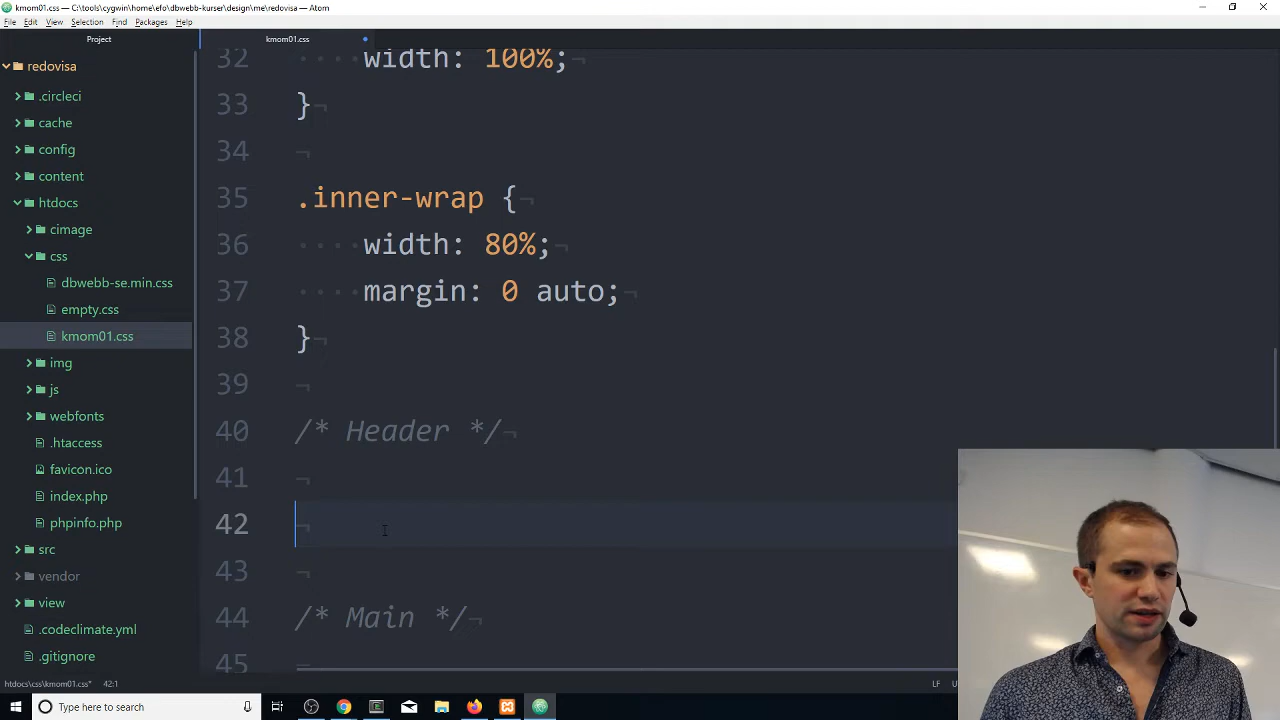 kmom01.css — C:\tools\cygwin\home\efo\dbwebb-kurser\design\me\redovisa — Atom
File Edit View Selection Find Packages Help
Project
kmom01.css
redovisa
.circleci
cache
config
content
htdocs
cimage
css
dbwebb-se.min.css
empty.css
kmom01.css
img
js
webfonts
.htaccess
favicon.ico
index.php
phpinfo.php
src
vendor
view
.codeclimate.yml
.gitignore
32 width: 100%;
33 }
34
35 .inner-wrap {
36 width: 80%;
37 margin: 0 auto;
38 }
39
40 /* Header */
41
42
43
44 /* Main */
45
htdocs\css\kmom01.css* 42:1
LF
Type here to search